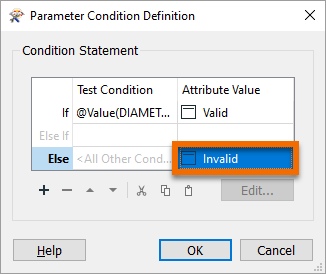 Parameter Condition Definition
Condition Statement
Test Condition Attribute Value
If @Value(DIAMET... Valid
Else If
Else <All Other Cond... Invalid
Edit...
Help OK Cancel